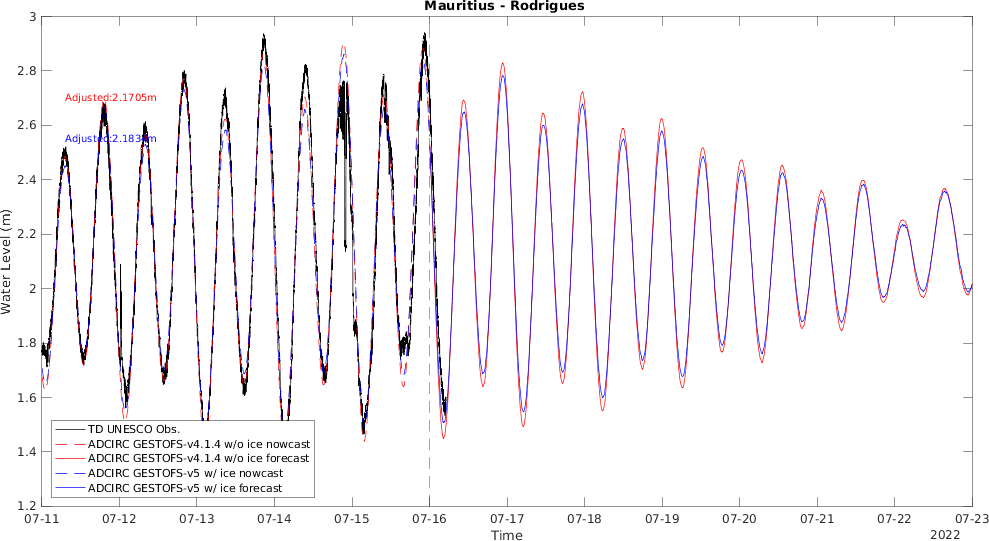 Mauritius - Rodrigues
Water Level (m)
3
2.8
2.6
2.4
2.2
2
1.8
1.6
1.4
1.2
Adjusted:2.1705m
TD UNESCO Obs.
ADCIRC GESTOFS-v4.1.4 w/o ice nowcast
ADCIRC GESTOFS-v4.1.4 w/o ice forecast
ADCIRC GESTOFS-v5 w/ ice nowcast
ADCIRC GESTOFS-v5 w/ ice forecast
07-11 07-12 07-13 07-14 07-15 07-16 07-17 07-18 07-19 07-20 07-21 07-22 07-23
Time
2022